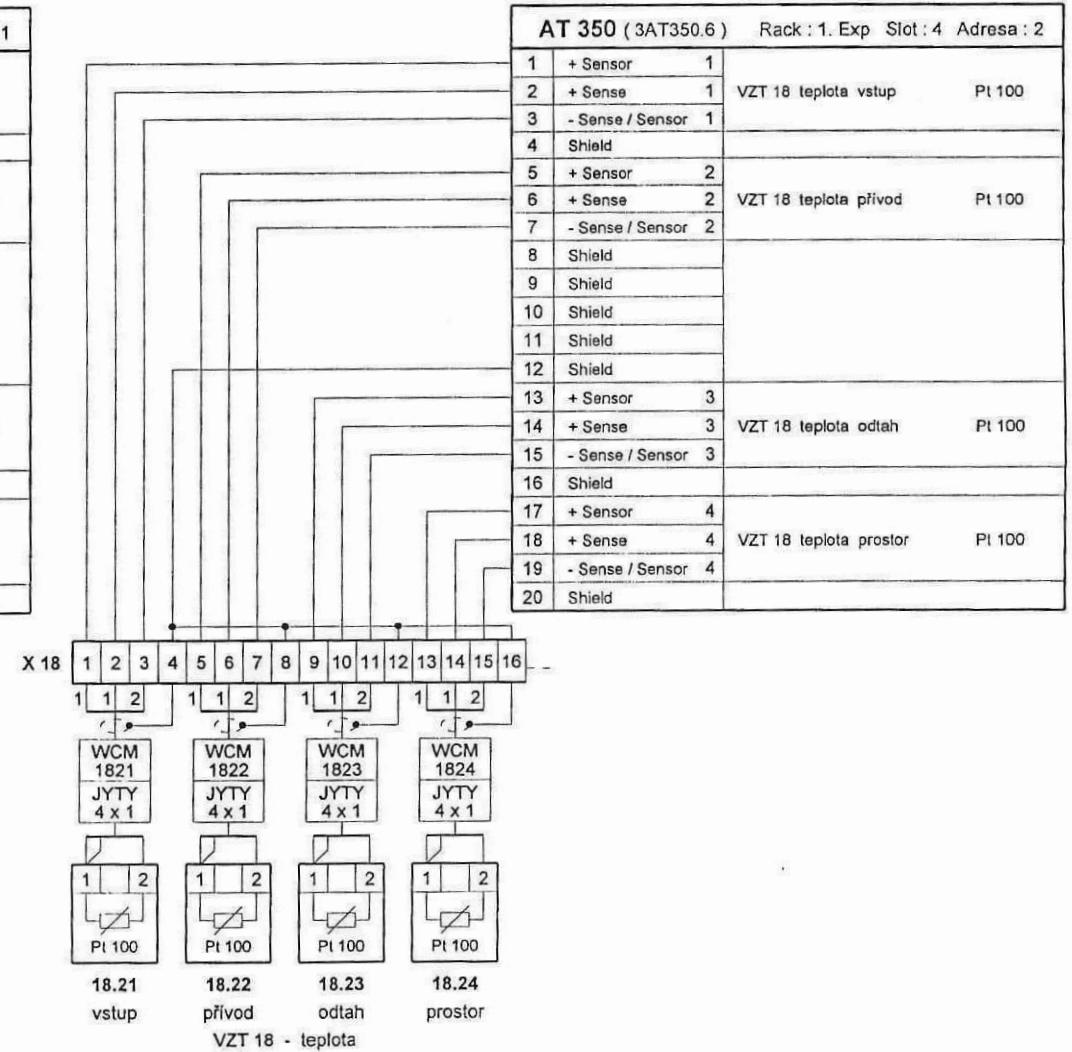 1
AT 350 ( 3AT350.6 ) Rack : 1. Exp Slot : 4 Adresa : 2
1 + Sensor 1
2 + Sense 1 VZT 18 teplota vstup Pt 100
3 - Sense / Sensor 1
4 Shield
5 + Sensor 2
6 + Sense 2 VZT 18 teplota přívod Pt 100
7 - Sense / Sensor 2
8 Shield
9 Shield
10 Shield
11 Shield
12 Shield
13 + Sensor 3
14 + Sense 3 VZT 18 teplota odtah Pt 100
15 - Sense / Sensor 3
16 Shield
17 + Sensor 4
18 + Sense 4 VZT 18 teplota prostor Pt 100
19 - Sense / Sensor 4
20 Shield
X 18 1 2 3 4 5 6 7 8 9 10 11 12 13 14 15 16
1 1 2 1 1 2 1 1 2 1 1 2
WCM WCM WCM WCM
1821 1822 1823 1824
JYTY JYTY JYTY JYTY
4 x 1 4 x 1 4 x 1 4 x 1
1 2 1 2 1 2 1 2
Pt 100 Pt 100 Pt 100 Pt 100
18.21 18.22 18.23 18.24
vstup přívod odtah prostor
VZT 18 - teplota